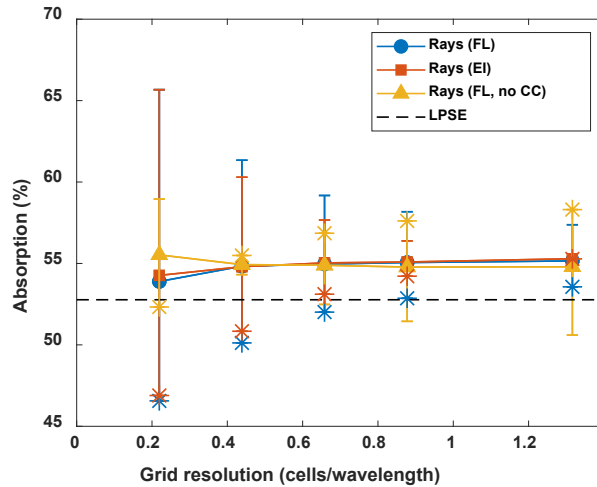 70
65
60
55
50
45
Absorption (%)
Rays (FL)
Rays (EI)
Rays (FL, no CC)
LPSE
0
0.2
0.4
0.6
0.8
1
1.2
Grid resolution (cells/wavelength)